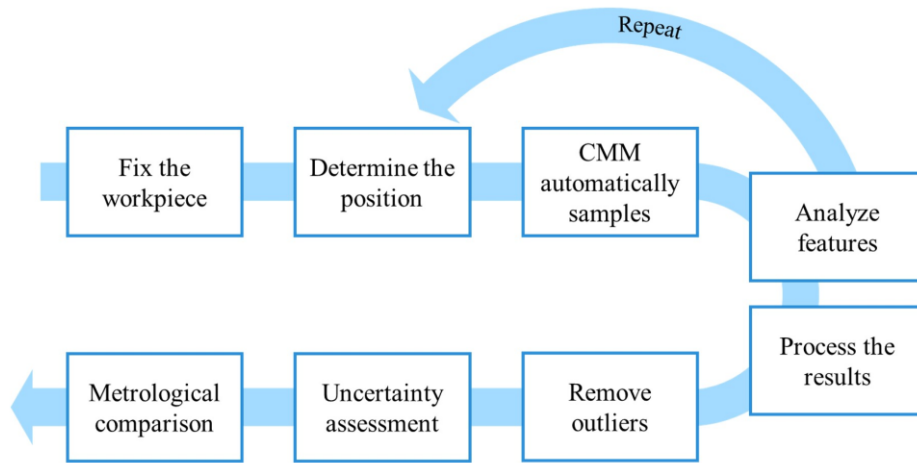 Repeat
Fix the
workpiece
Determine the
position
CMM
automatically
samples
Analyze
features
Process the
results
Remove
outliers
Uncertainty
assessment
Metrological
comparison